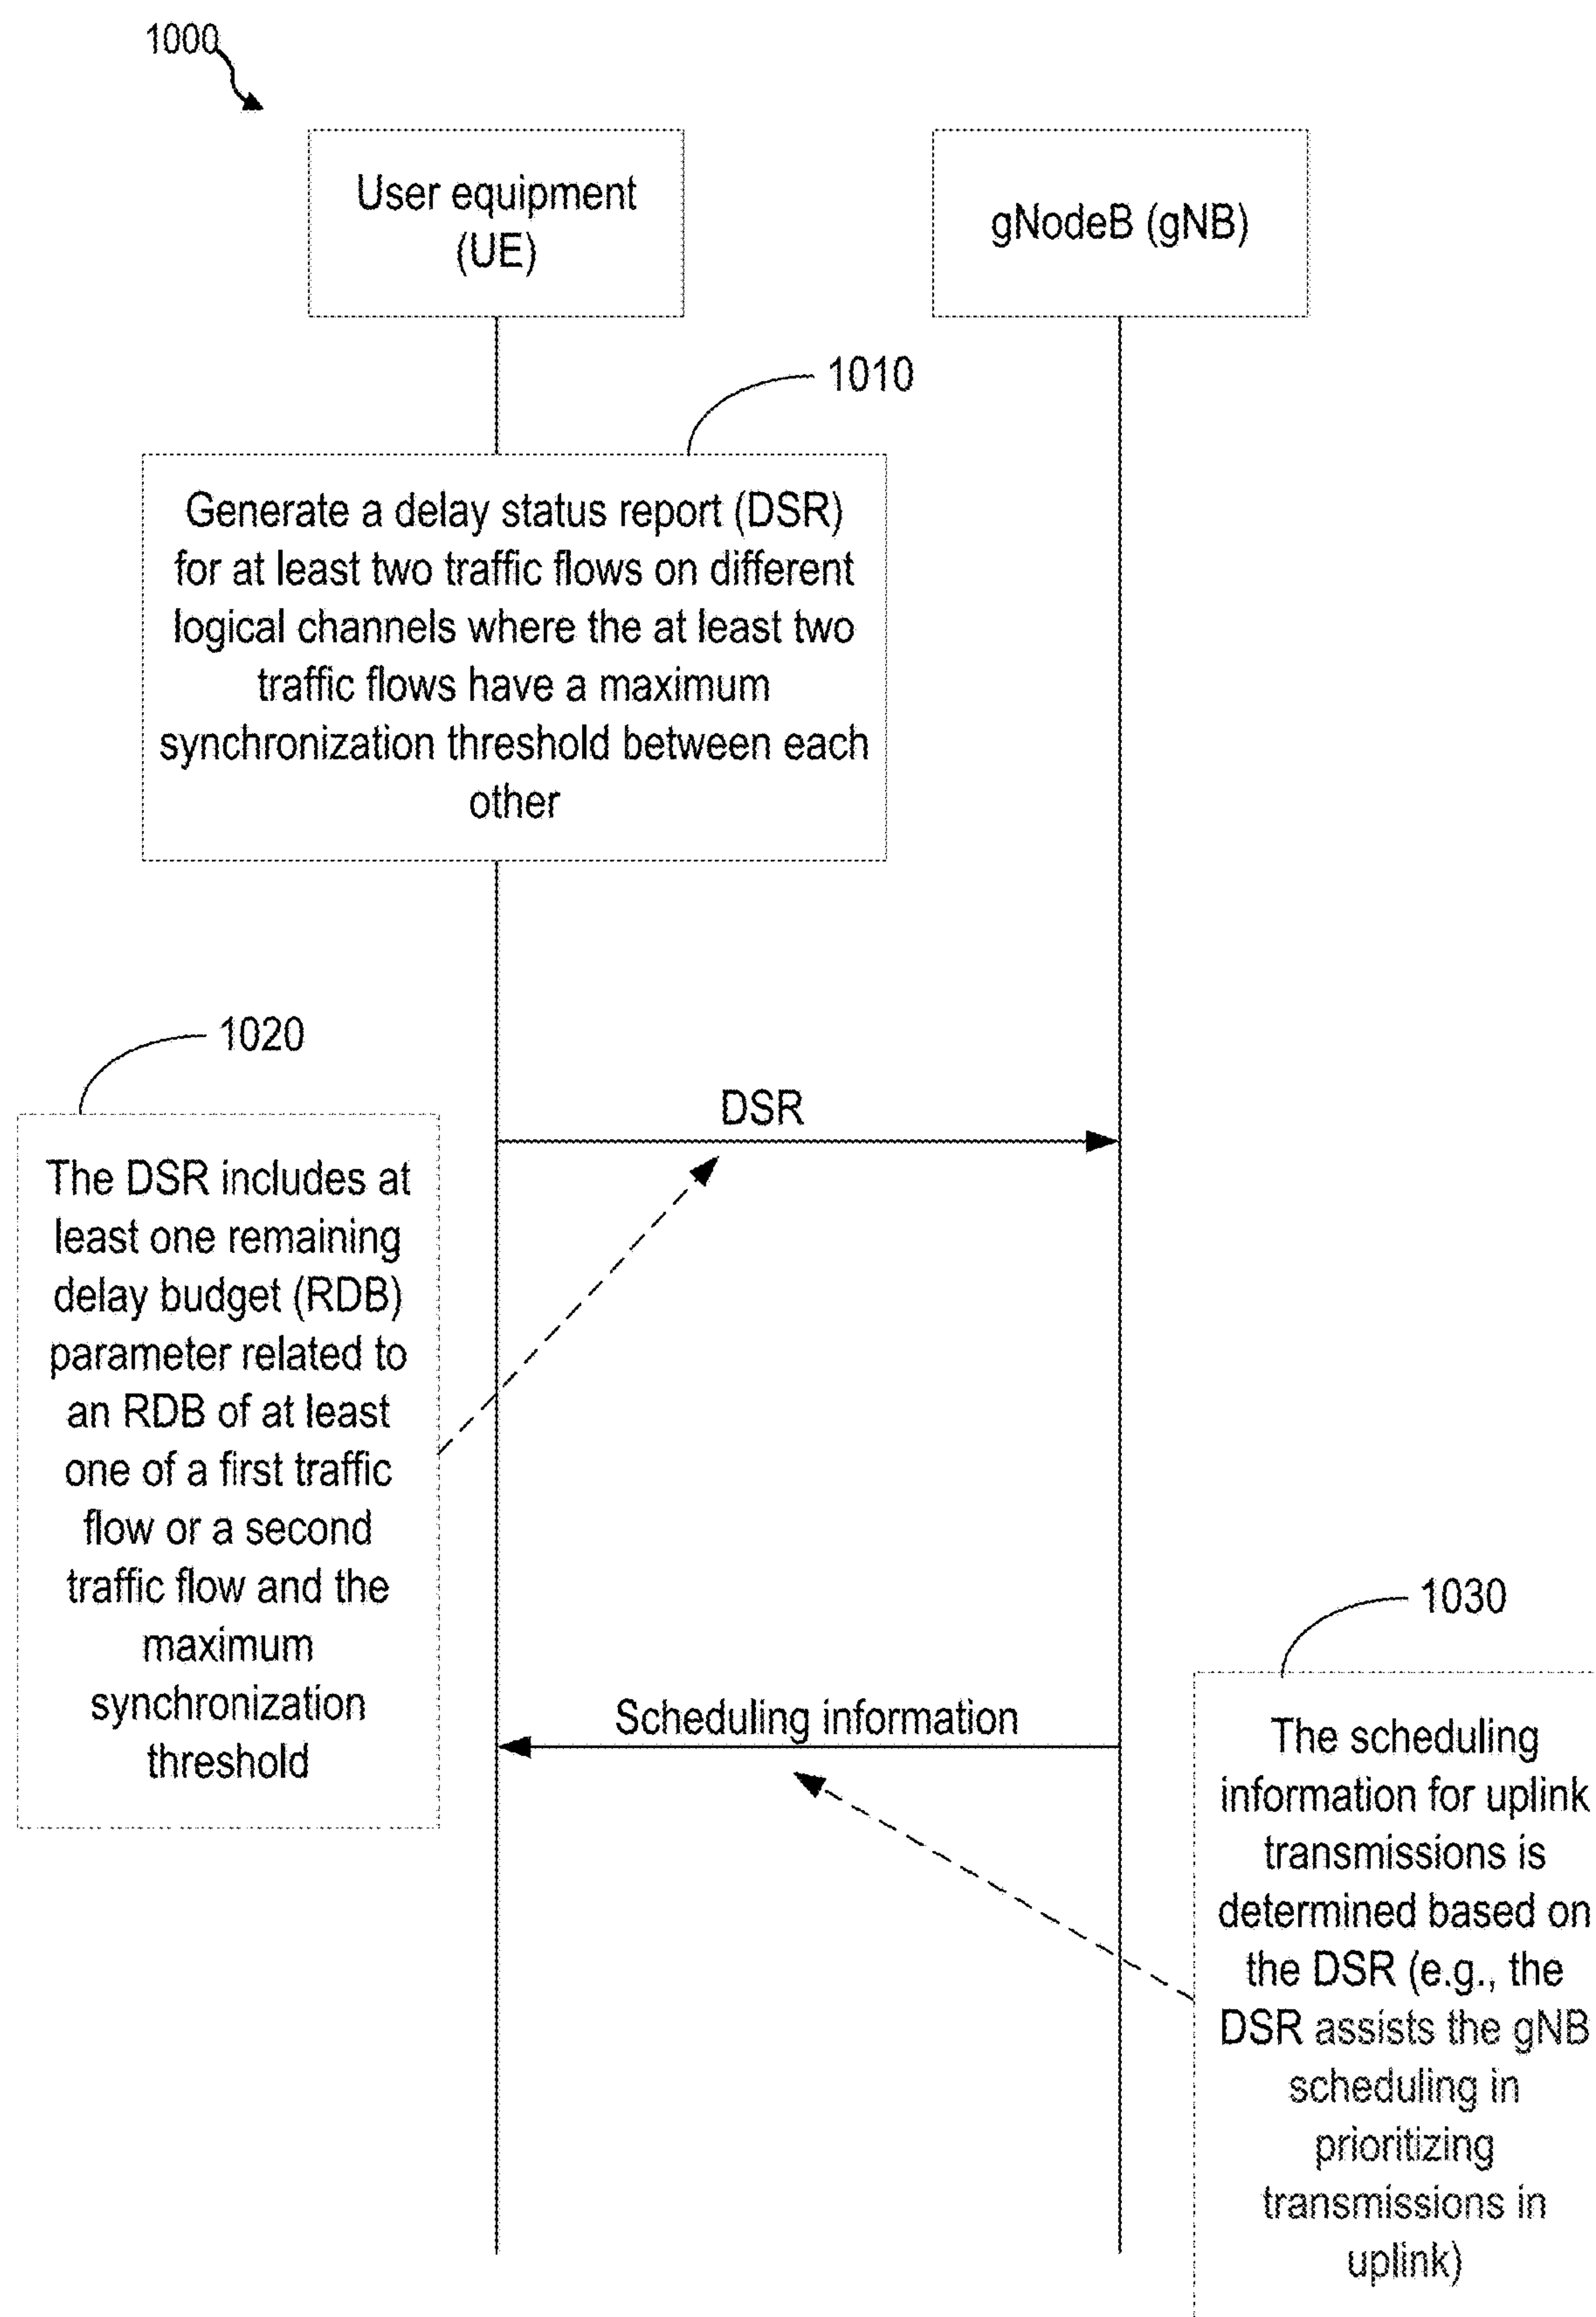 1000
User equipment
(UE)
gNodeB (gNB)
1010
Generate a delay status report (DSR)
for at least two traffic flows on different
logical channels where the at least two
traffic flows have a maximum
synchronization threshold between each
other
1020
DSR
The DSR includes at
least one remaining
delay budget (RDB)
parameter related to
an RDB of at least
one of a first traffic
flow or a second
traffic flow and the
maximum
synchronization
threshold
1030
Scheduling information
The scheduling
information for uplink
transmissions is
determined based on
the DSR (e.g., the
DSR assists the gNB
scheduling in
prioritizing
transmissions in
uplink)